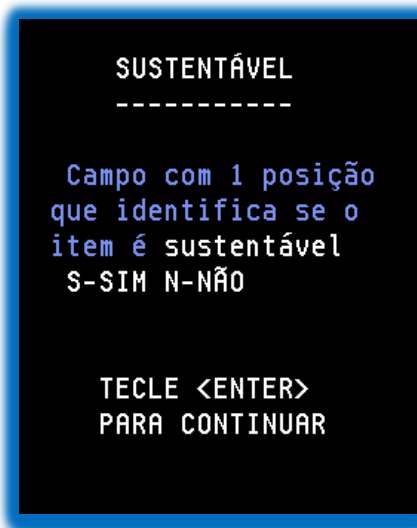 SUSTENTÁVEL
-----------
Campo com 1 posição
que identifica se o
item é sustentável
S-SIM N-NÃO
TECLE <ENTER>
PARA CONTINUAR